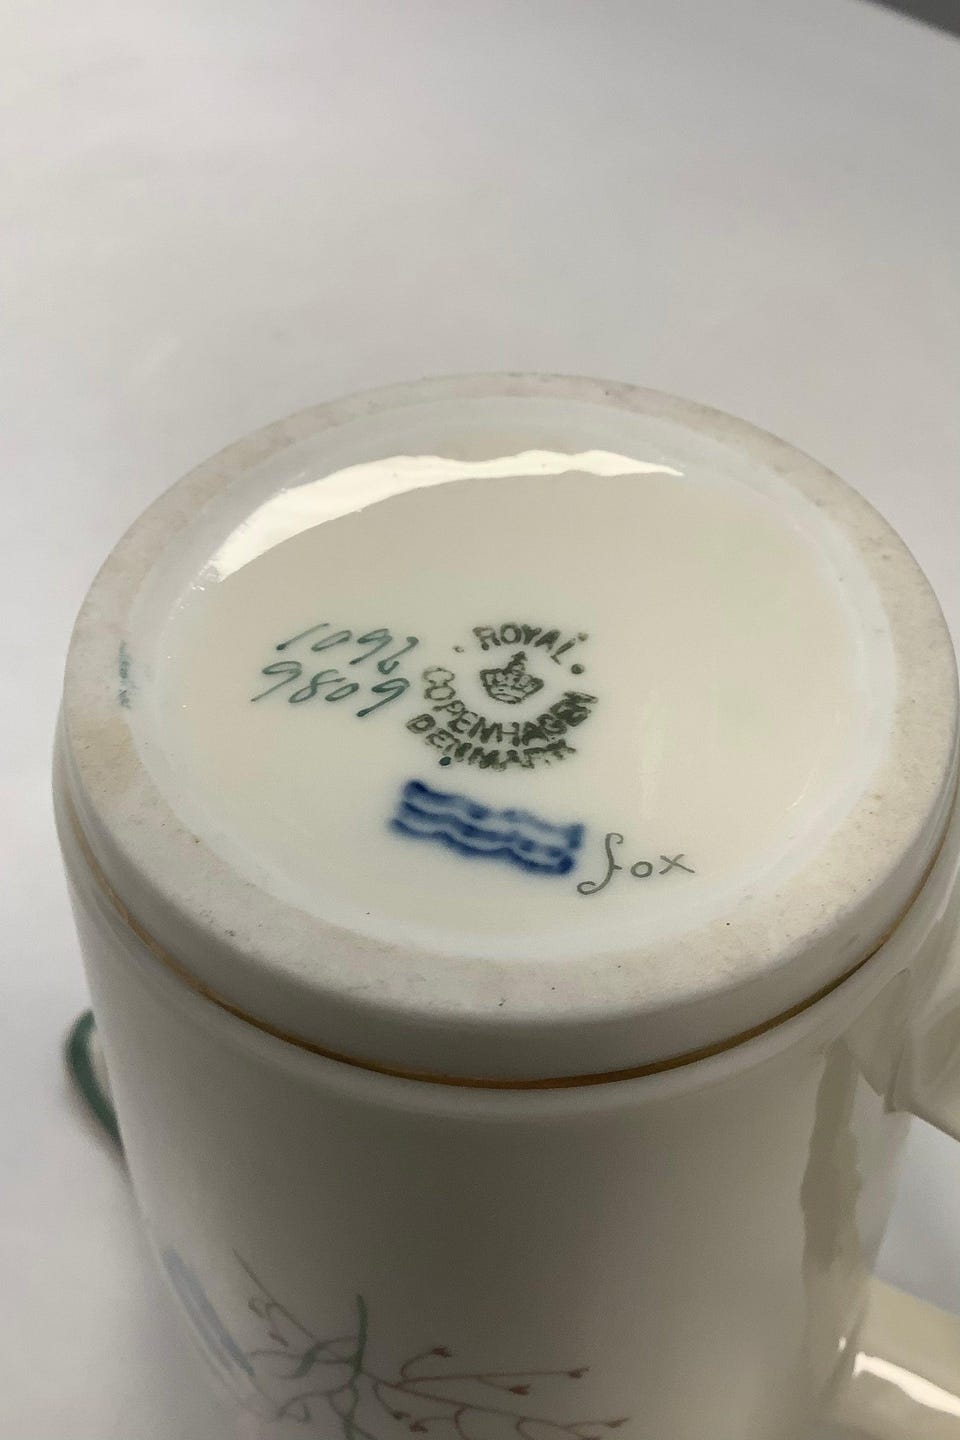 1092
9809
ROYAL
COPENHAGEN
DENMARK
fox